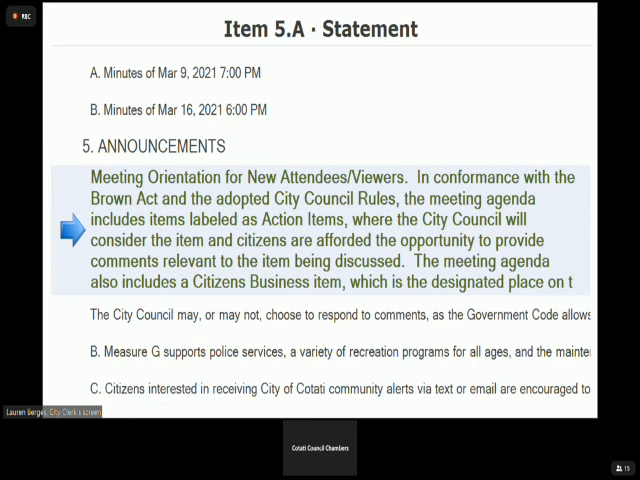 REC
Item 5.A · Statement
A. Minutes of Mar 9, 2021 7:00 PM
B. Minutes of Mar 16, 2021 6:00 PM
5. ANNOUNCEMENTS
Meeting Orientation for New Attendees/Viewers. In conformance with the
Brown Act and the adopted City Council Rules, the meeting agenda
includes items labeled as Action Items, where the City Council will
consider the item and citizens are afforded the opportunity to provide
comments relevant to the item being discussed. The meeting agenda
also includes a Citizens Business item, which is the designated place on t
The City Council may, or may not, choose to respond to comments, as the Government Code allows
B. Measure G supports police services, a variety of recreation programs for all ages, and the mainte
C. Citizens interested in receiving City of Cotati community alerts via text or email are encouraged to
Lauren Berges, City Clerk's screen
Cotati Council Chambers
15